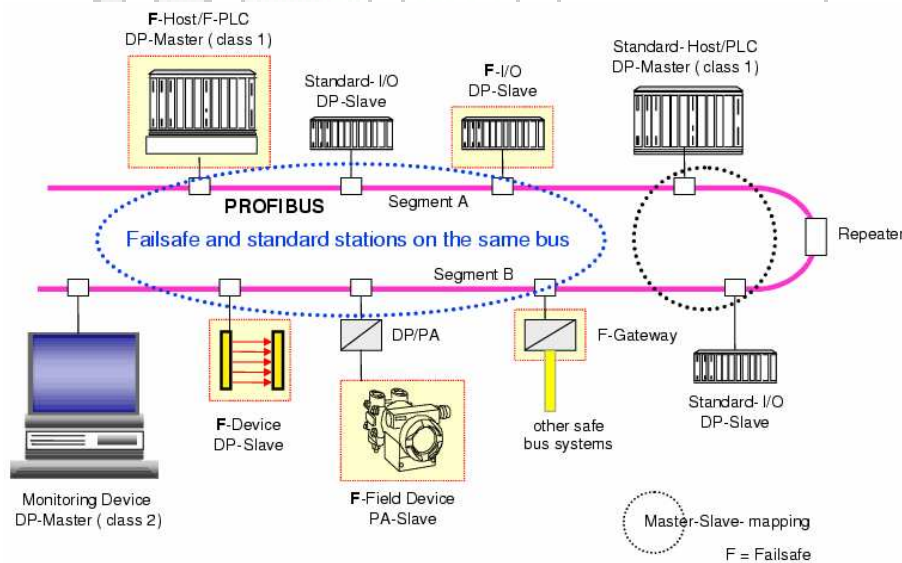 F-Host/F-PLC
DP-Master ( class 1)
Standard- I/O
DP-Slave
F-I/O
DP-Slave
Standard- Host/PLC
DP-Master ( class 1)
PROFIBUS
Segment A
Failsafe and standard stations on the same bus
Repeater
Segment B
DP/PA
F-Gateway
F-Device
DP-Slave
other safe
bus systems
Standard- I/O
DP-Slave
Monitoring Device
DP-Master ( class 2)
F-Field Device
PA-Slave
Master-Slave- mapping
F = Failsafe